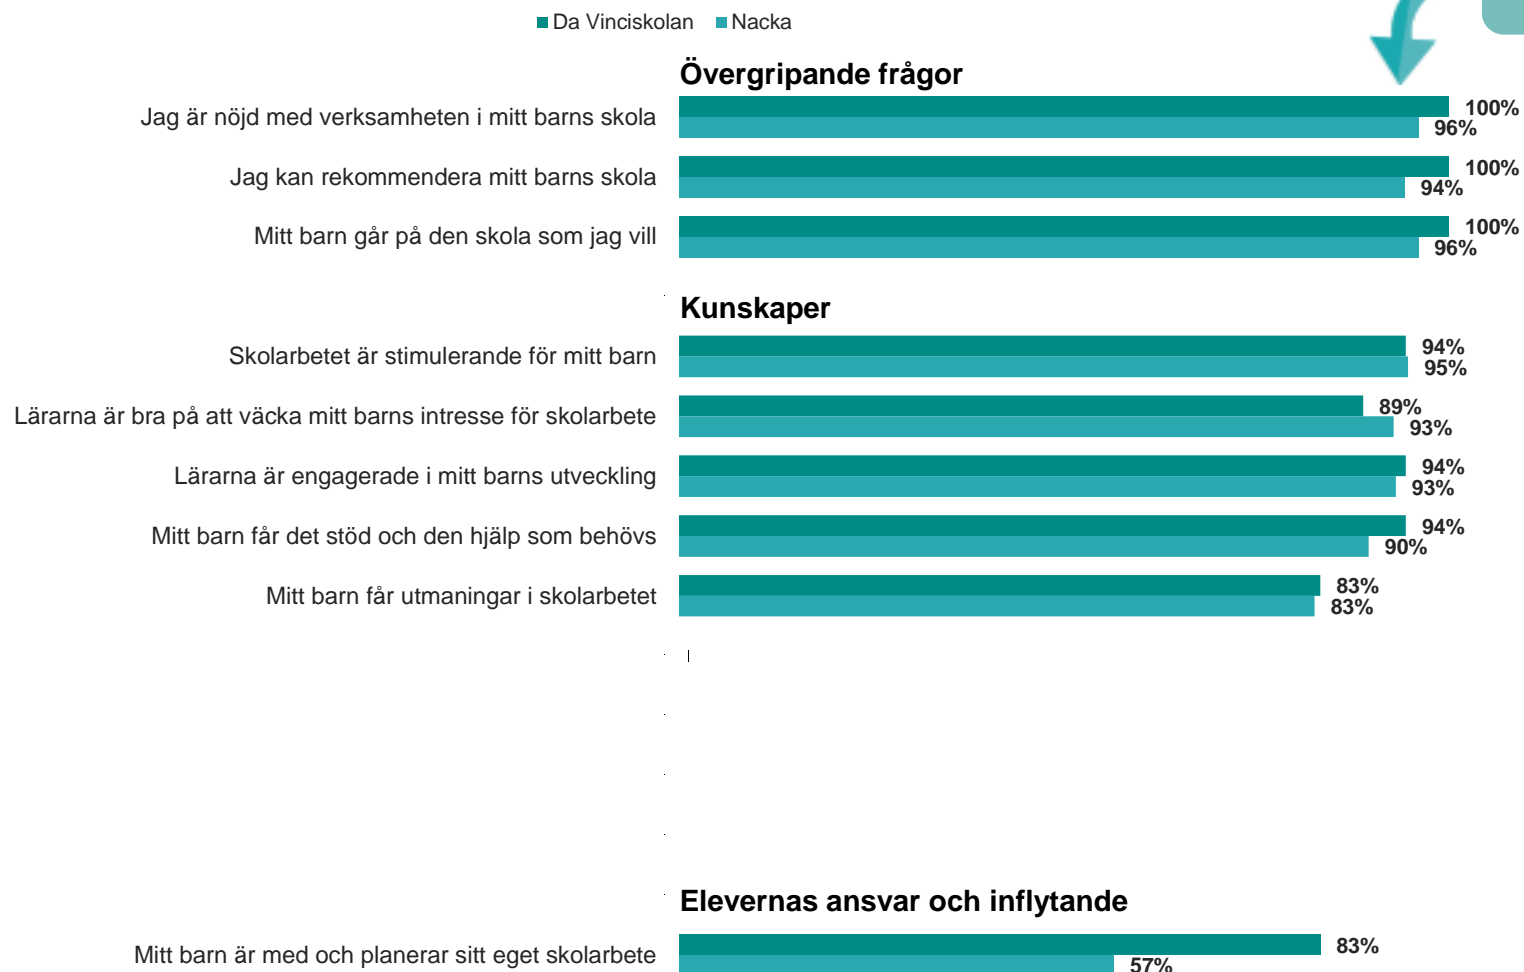 Da Vinciskolan Nacka
Övergripande frågor
Jag är nöjd med verksamheten i mitt barns skola 100%
96%
Jag kan rekommendera mitt barns skola 100%
94%
Mitt barn går på den skola som jag vill 100%
96%
Kunskaper
Skolarbetet är stimulerande för mitt barn 94%
95%
Lärarna är bra på att väcka mitt barns intresse för skolarbete 89%
93%
Lärarna är engagerade i mitt barns utveckling 94%
93%
Mitt barn får det stöd och den hjälp som behövs 94%
90%
Mitt barn får utmaningar i skolarbetet 83%
83%
Elevernas ansvar och inflytande
Mitt barn är med och planerar sitt eget skolarbete 83%
57%